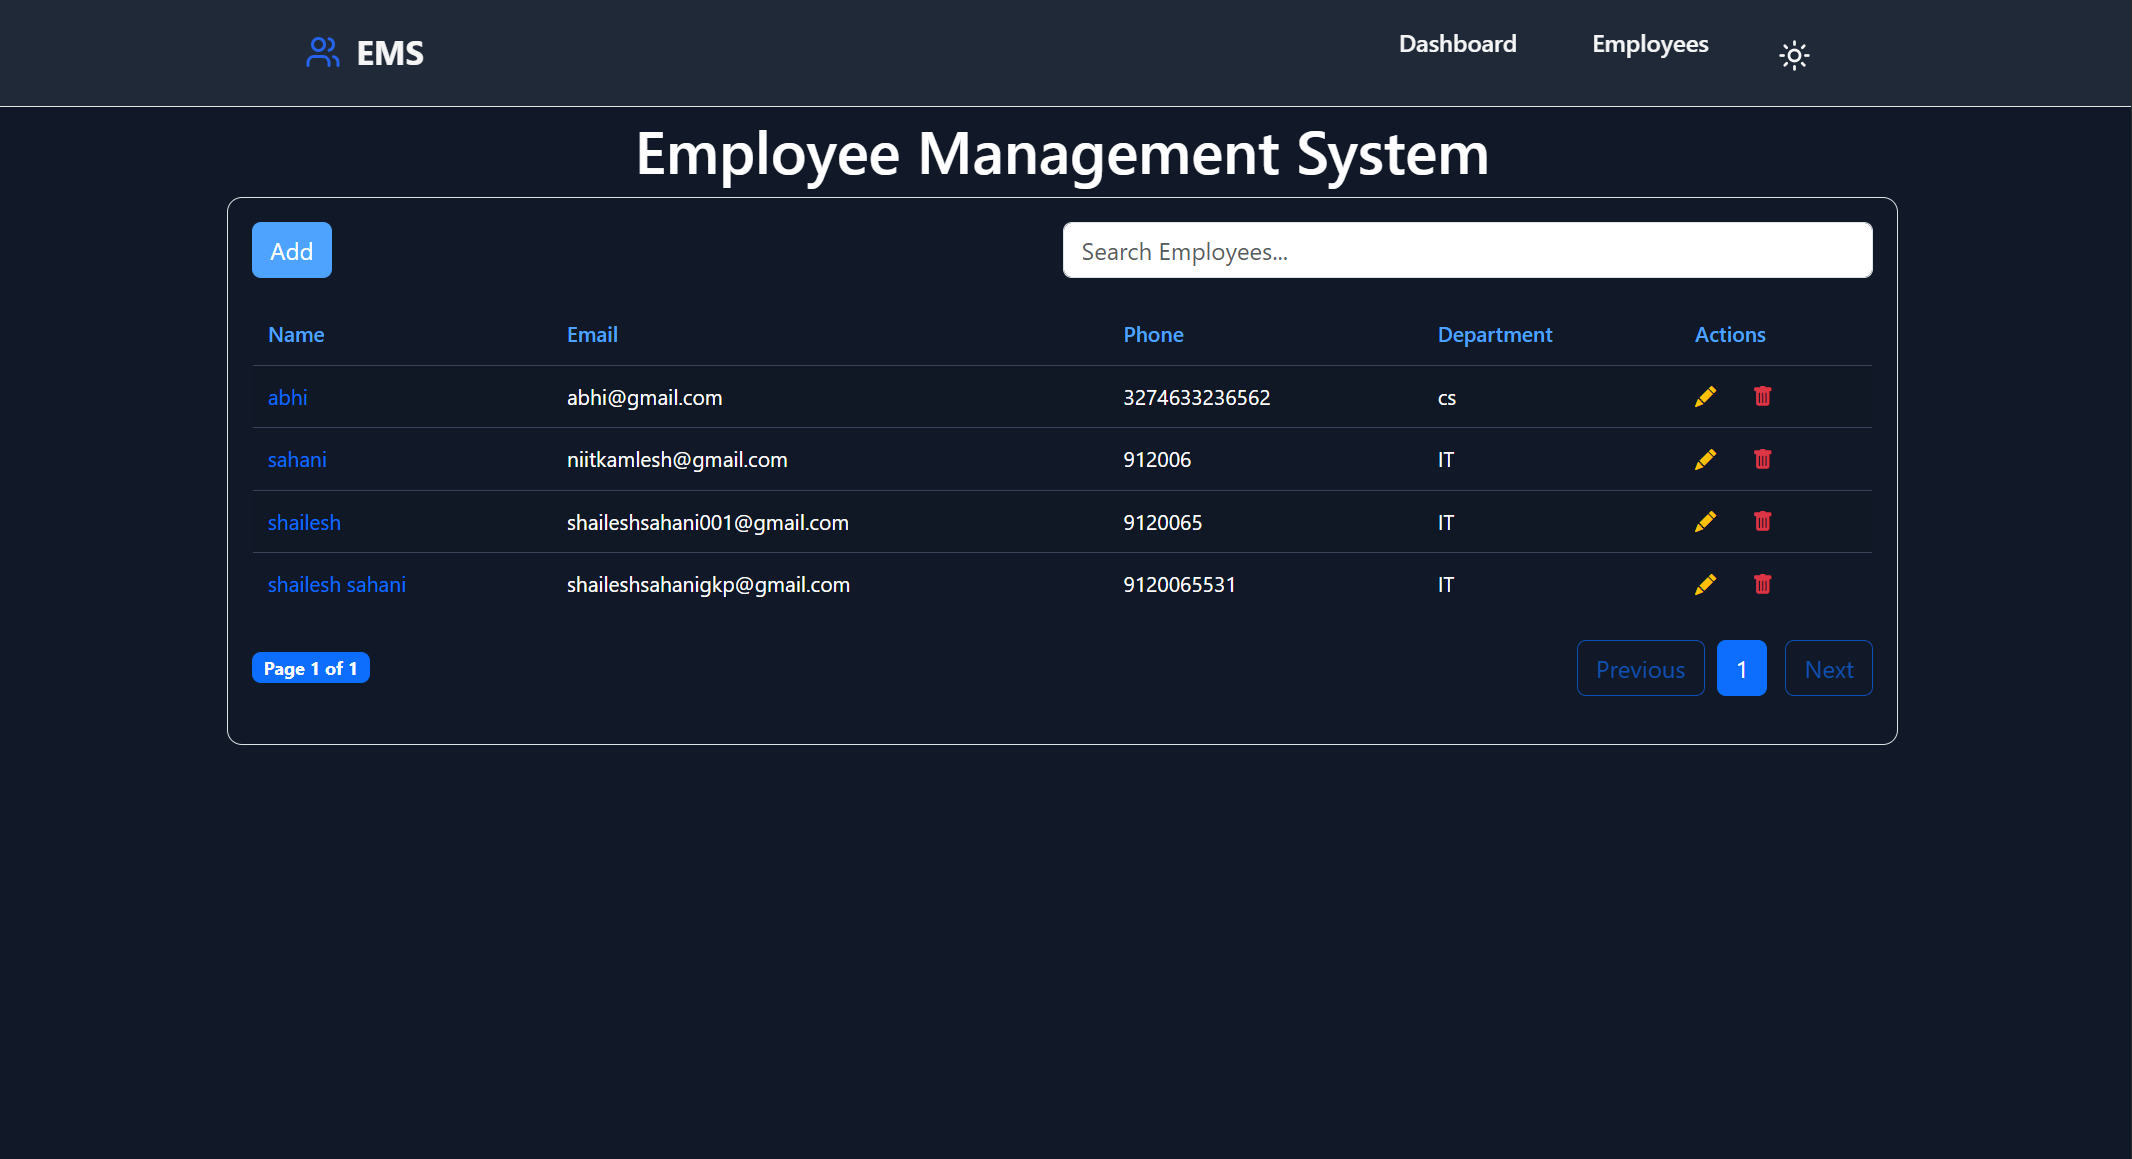 EMS Dashboard Employees
Employee Management System
Add Search Employees...
Name Email Phone Department Actions
abhi abhi@gmail.com 3274633236562 cs
sahani niitkamlesh@gmail.com 912006 IT
shailesh shaileshsahani001@gmail.com 9120065 IT
shailesh sahani shaileshsahanigkp@gmail.com 9120065531 IT
Page 1 of 1 Previous 1 Next